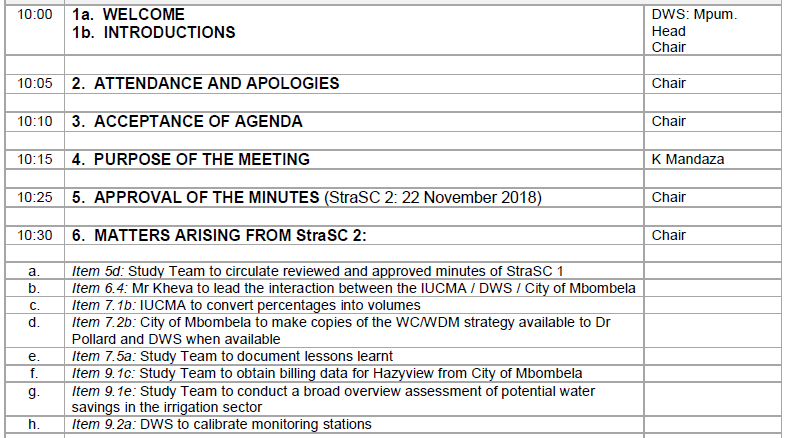 10:00 1a. WELCOME DWS: Mpum.
1b. INTRODUCTIONS Head
Chair
10:05 2. ATTENDANCE AND APOLOGIES Chair
10:10 3. ACCEPTANCE OF AGENDA Chair
10:15 4. PURPOSE OF THE MEETING K Mandaza
10:25 5. APPROVAL OF THE MINUTES (StraSC 2: 22 November 2018) Chair
10:30 6. MATTERS ARISING FROM StraSC 2: Chair
a. Item 5d: Study Team to circulate reviewed and approved minutes of StraSC 1
b. Item 6.4: Mr Kheva to lead the interaction between the IUCMA / DWS / City of Mbombela
c. Item 7.1b: IUCMA to convert percentages into volumes
d. Item 7.2b: City of Mbombela to make copies of the WC/WDM strategy available to Dr
Pollard and DWS when available
e. Item 7.5a: Study Team to document lessons learnt
f. Item 9.1c: Study Team to obtain billing data for Hazyview from City of Mbombela
g. Item 9.1e: Study Team to conduct a broad overview assessment of potential water
savings in the irrigation sector
h. Item 9.2a: DWS to calibrate monitoring stations